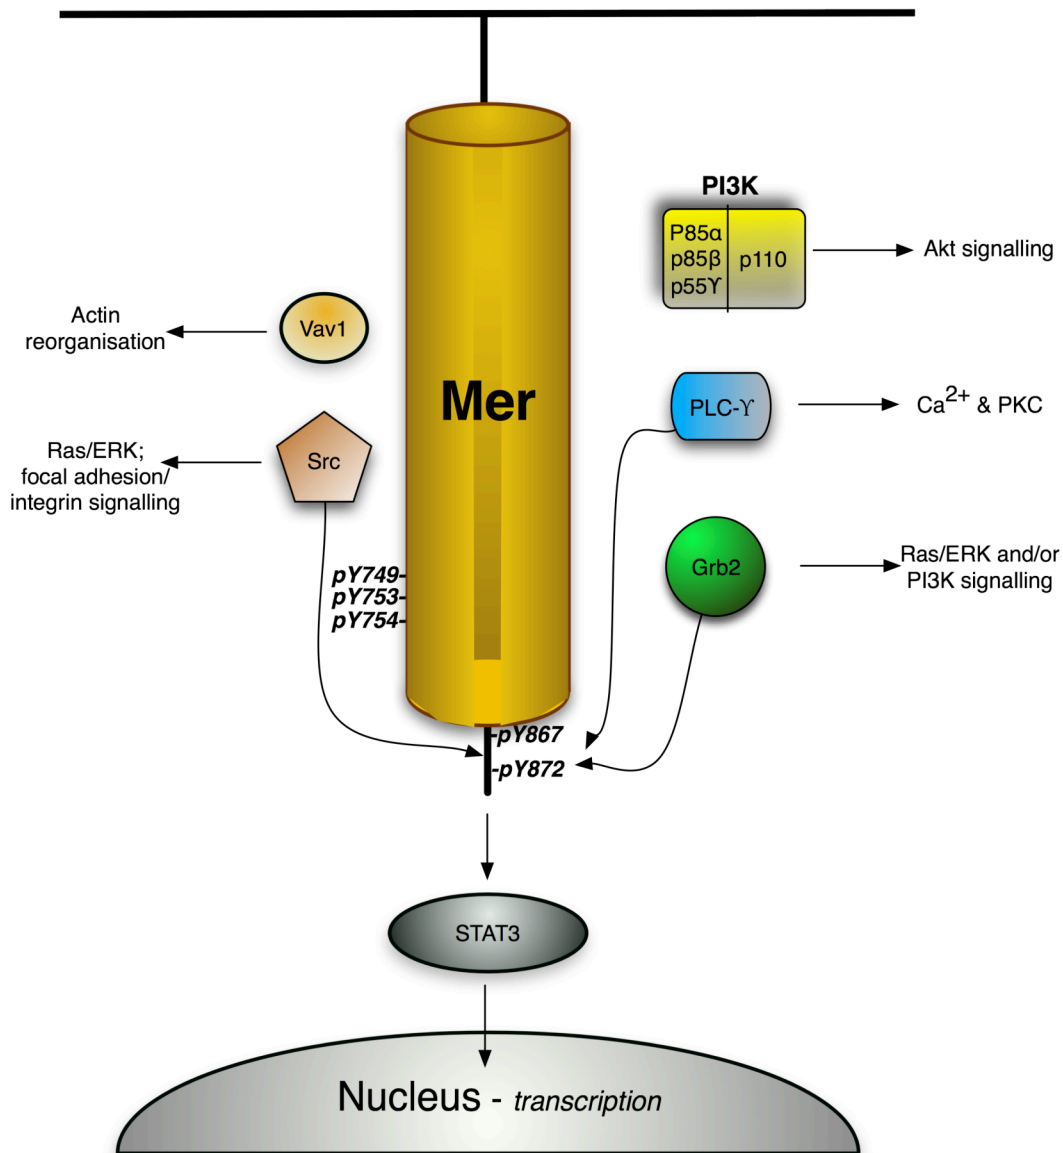 PI3K
P85α
p85β
p55ϒ
p110
Akt signalling
Actin
reorganisation
Vav1
Mer
PLC-ϒ
Ca2+ & PKC
Ras/ERK;
focal adhesion/
integrin signalling
Src
Grb2
Ras/ERK and/or
PI3K signalling
pY749-
pY753-
pY754-
-pY867
-pY872
STAT3
Nucleus - transcription